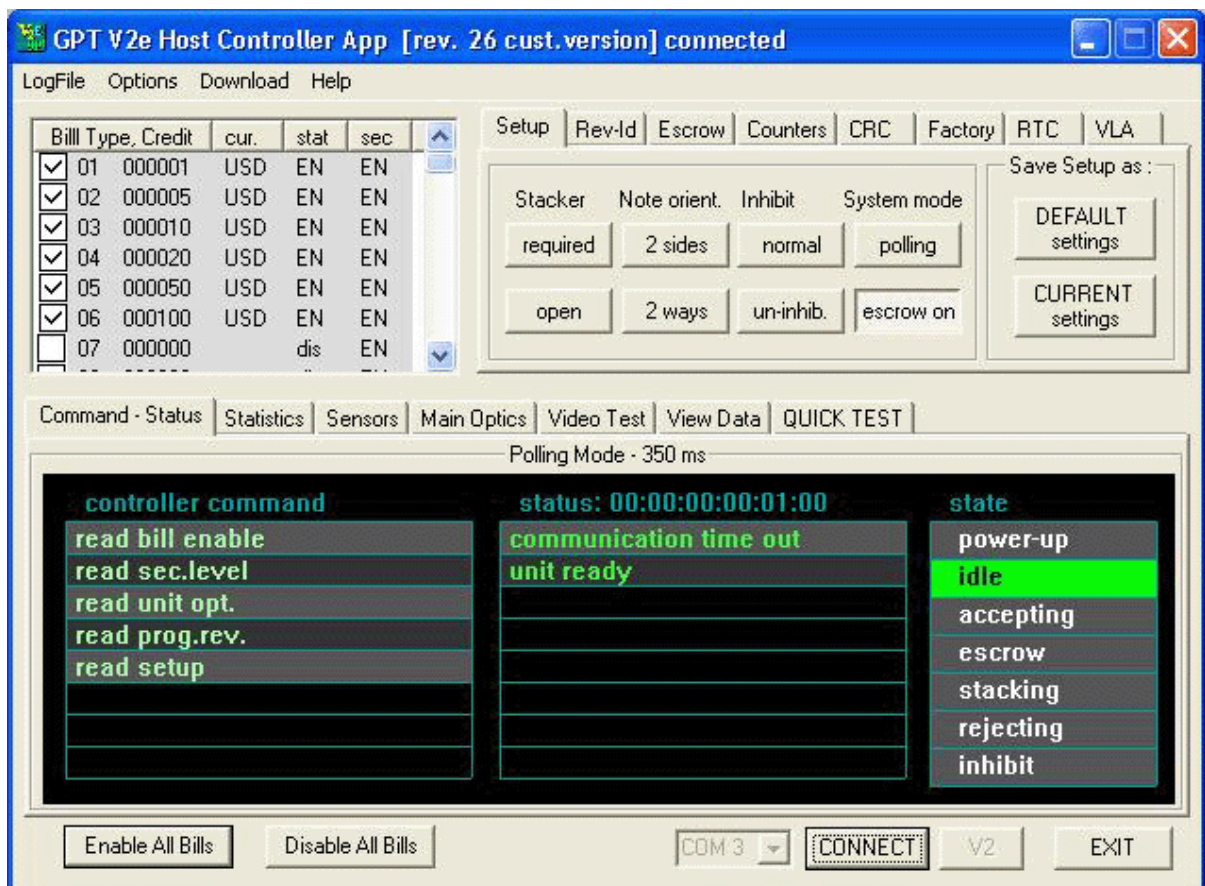 GPT V2e Host Controller App [rev. 26 cust.version] connected
LogFile Options Download Help
Billl Type, Credit cur. stat sec
01 000001 USD EN EN
02 000005 USD EN EN
03 000010 USD EN EN
04 000020 USD EN EN
05 000050 USD EN EN
06 000100 USD EN EN
07 000000 dis EN
Setup Rev-Id Escrow Counters CRC Factory RTC VLA
Stacker Note orient. Inhibit System mode
required 2 sides normal polling
open 2 ways un-inhib. escrow on
Save Setup as :
DEFAULT
settings
CURRENT
settings
Command - Status Statistics Sensors Main Optics Video Test View Data QUICK TEST
Polling Mode - 350 ms
controller command
read bill enable
read sec.level
read unit opt.
read prog.rev.
read setup
status: 00:00:00:00:01:00
communication time out
unit ready
state
power-up
idle
accepting
escrow
stacking
rejecting
inhibit
Enable All Bills Disable All Bills COM 3 CONNECT V2 EXIT